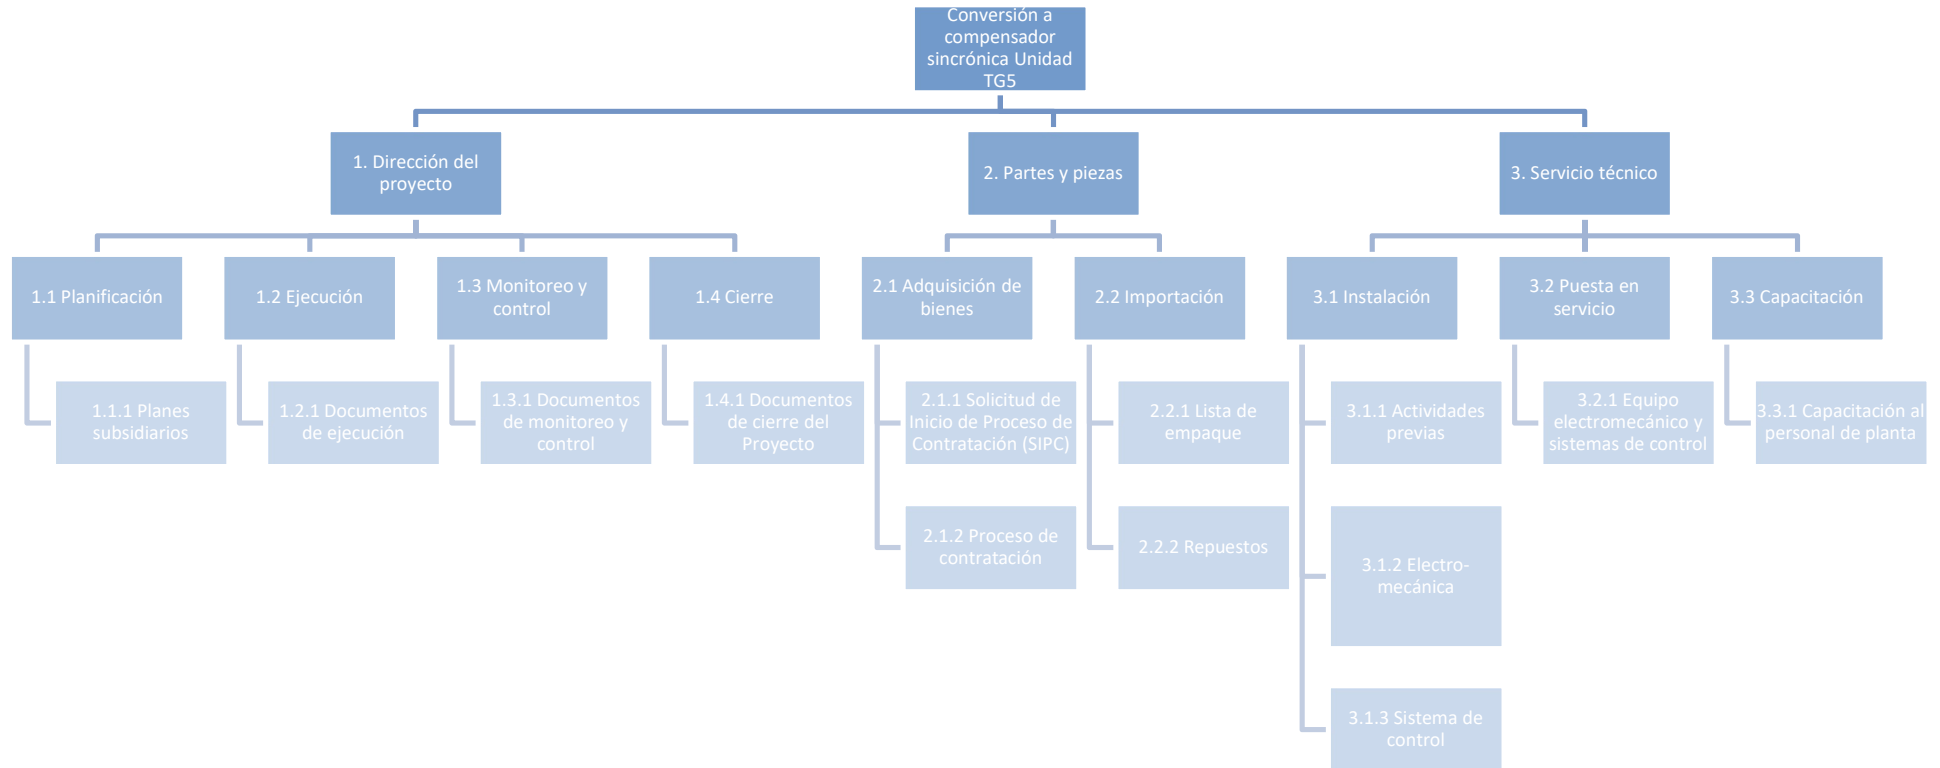 Conversión a
compensador
sincrónica Unidad
TG5
1. Dirección del
proyecto
2. Partes y piezas
3. Servicio técnico
1.1 Planificación
1.2 Ejecución
1.3 Monitoreo y
control
1.4 Cierre
2.1 Adquisición de
bienes
2.2 Importación
3.1 Instalación
3.2 Puesta en
servicio
3.3 Capacitación
1.1.1 Planes
subsidiarios
1.2.1 Documentos
de ejecución
1.3.1 Documentos
de monitoreo y
control
1.4.1 Documentos
de cierre del
Proyecto
2.1.1 Solicitud de
Inicio de Proceso de
Contratación (SIPC)
2.2.1 Lista de
empaque
3.1.1 Actividades
previas
3.2.1 Equipo
electromecánico y
sistemas de control
3.3.1 Capacitación al
personal de planta
2.1.2 Proceso de
contratación
2.2.2 Repuestos
3.1.2 Electro-
mecánica
3.1.3 Sistema de
control